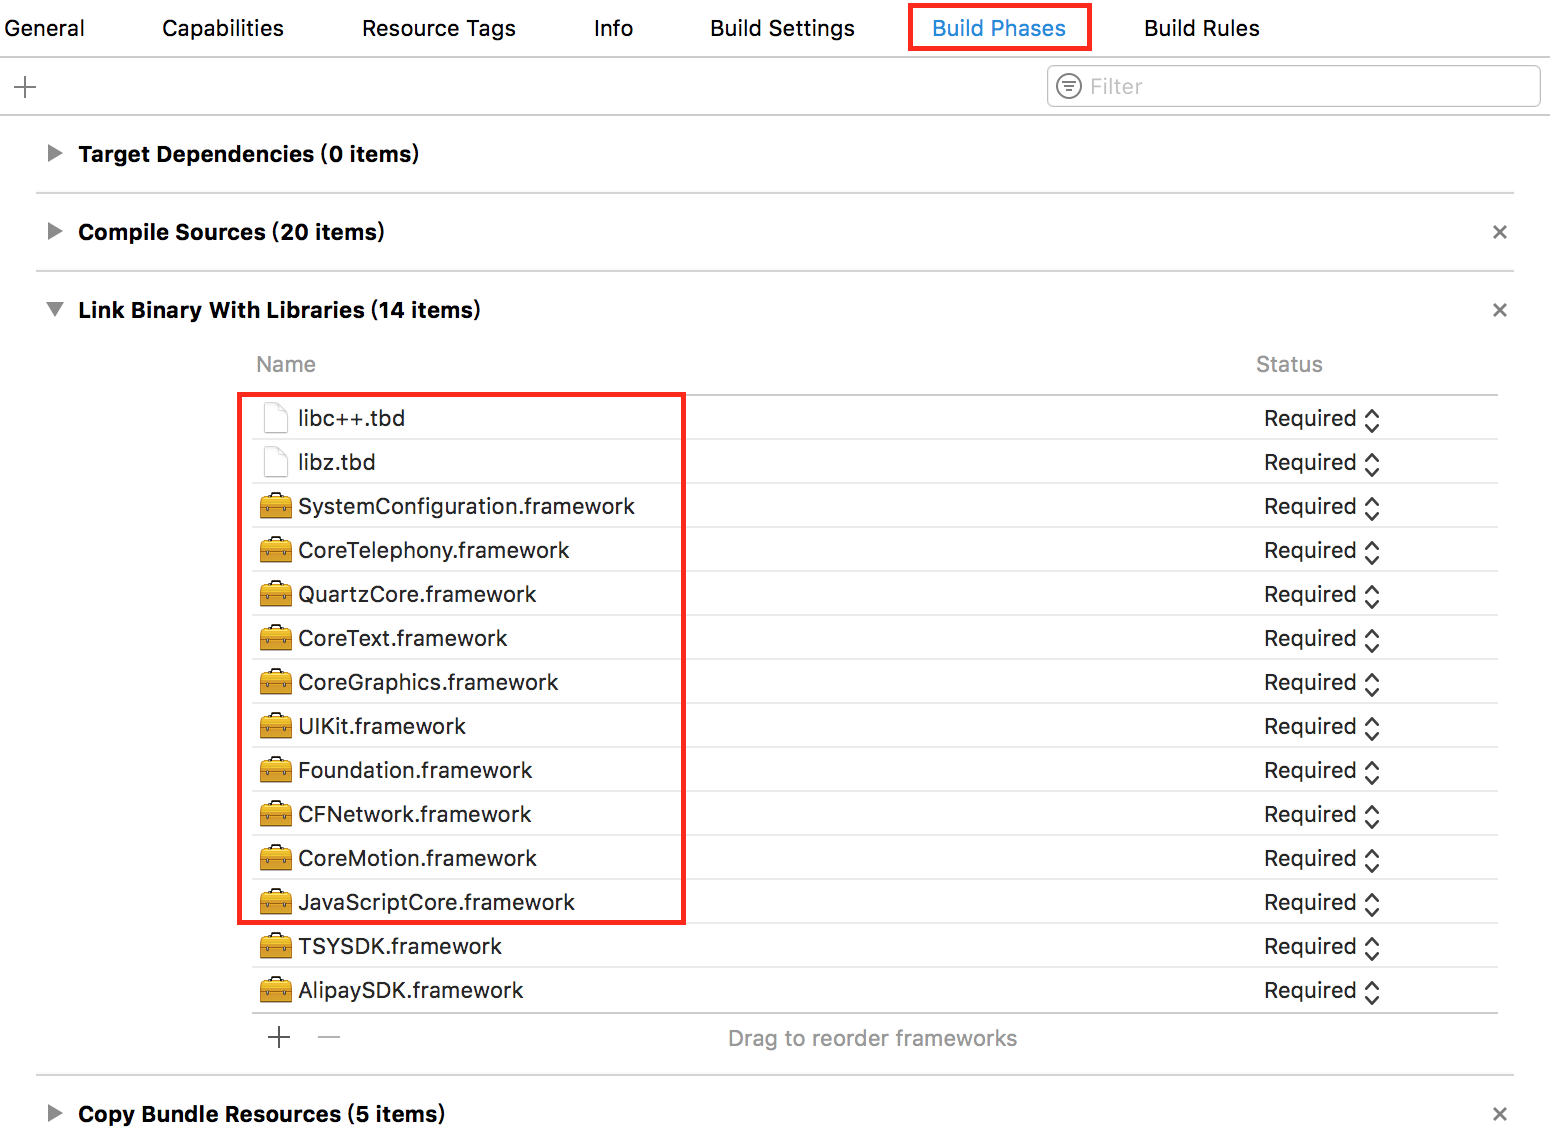 General Capabilities Resource Tags Info Build Settings Build Phases Build Rules
Filter
Target Dependencies (0 items)
Compile Sources (20 items)
Link Binary With Libraries (14 items)
Name Status
libc++.tbd Required
libz.tbd Required
SystemConfiguration.framework Required
CoreTelephony.framework Required
QuartzCore.framework Required
CoreText.framework Required
CoreGraphics.framework Required
UIKit.framework Required
Foundation.framework Required
CFNetwork.framework Required
CoreMotion.framework Required
JavaScriptCore.framework Required
TSYSDK.framework Required
AlipaySDK.framework Required
Drag to reorder frameworks
Copy Bundle Resources (5 items)